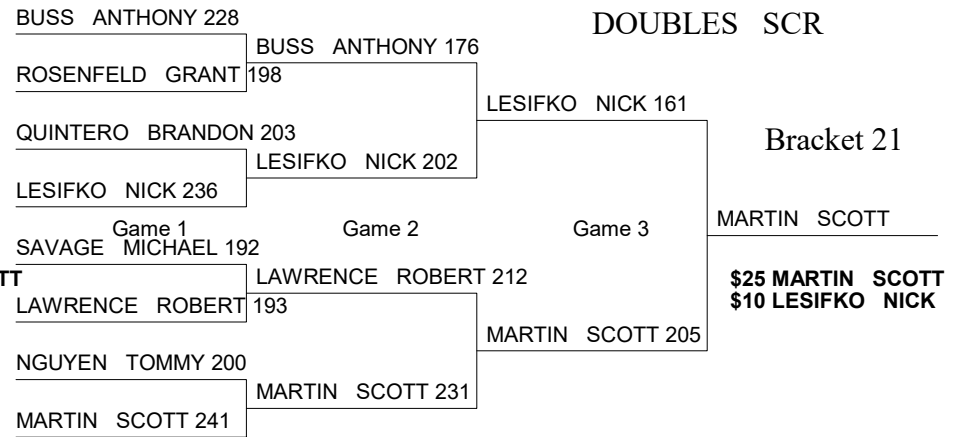 BUSS ANTHONY 228
DOUBLES SCR
BUSS ANTHONY 176
ROSENFELD GRANT 198
LESIFKO NICK 161
QUINTERO BRANDON 203
Bracket 21
LESIFKO NICK 202
LESIFKO NICK 236
Game 1
Game 2
Game 3
MARTIN SCOTT
SAVAGE MICHAEL 192
TT
LAWRENCE ROBERT 212
$25 MARTIN SCOTT
$10 LESIFKO NICK
LAWRENCE ROBERT 193
MARTIN SCOTT 205
NGUYEN TOMMY 200
MARTIN SCOTT 231
MARTIN SCOTT 241